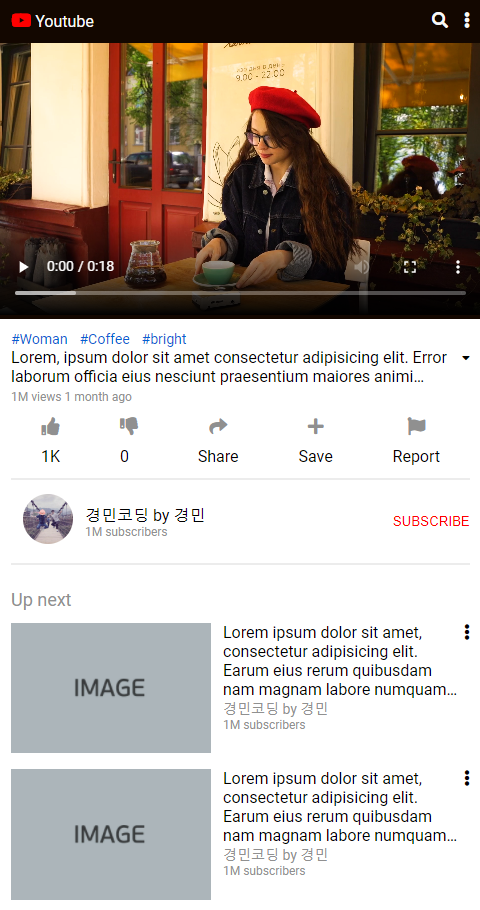 Youtube
час дня о день
9.00 - 22.00
0:00 / 0:18
#Woman #Coffee #bright
Lorem, ipsum dolor sit amet consectetur adipisicing elit. Error
laborum officia eius nesciunt praesentium maiores animi…
1M views 1 month ago
1K
0
Share
Save
Report
경민코딩 by 경민
1M subscribers
SUBSCRIBE
Up next
Lorem ipsum dolor sit amet,
consectetur adipisicing elit.
Earum eius rerum quibusdam
nam magnam labore numquam…
경민코딩 by 경민
1M subscribers
IMAGE
Lorem ipsum dolor sit amet,
consectetur adipisicing elit.
Earum eius rerum quibusdam
nam magnam labore numquam…
경민코딩 by 경민
1M subscribers
IMAGE